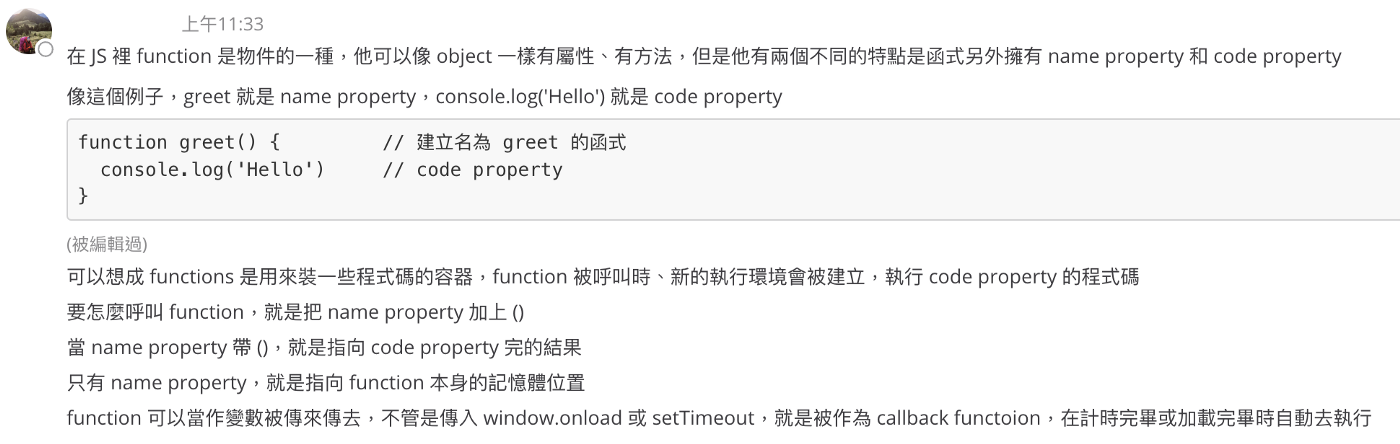 上午11:33
在 JS 裡 function 是物件的一種，他可以像 object 一樣有屬性、有方法，但是他有兩個不同的特點是函式另外擁有 name property 和 code property
像這個例子，greet 就是 name property，console.log('Hello') 就是 code property
function greet() {         // 建立名為 greet 的函式
  console.log('Hello')     // code property
}
(被編輯過)
可以想成 functions 是用來裝一些程式碼的容器，function 被呼叫時、新的執行環境會被建立，執行 code property 的程式碼
要怎麼呼叫 function，就是把 name property 加上 ()
當 name property 帶 ()，就是指向 code property 完的結果
只有 name property，就是指向 function 本身的記憶體位置
function 可以當作變數被傳來傳去，不管是傳入 window.onload 或 setTimeout，就是被作為 callback functoion，在計時完畢或加載完畢時自動去執行